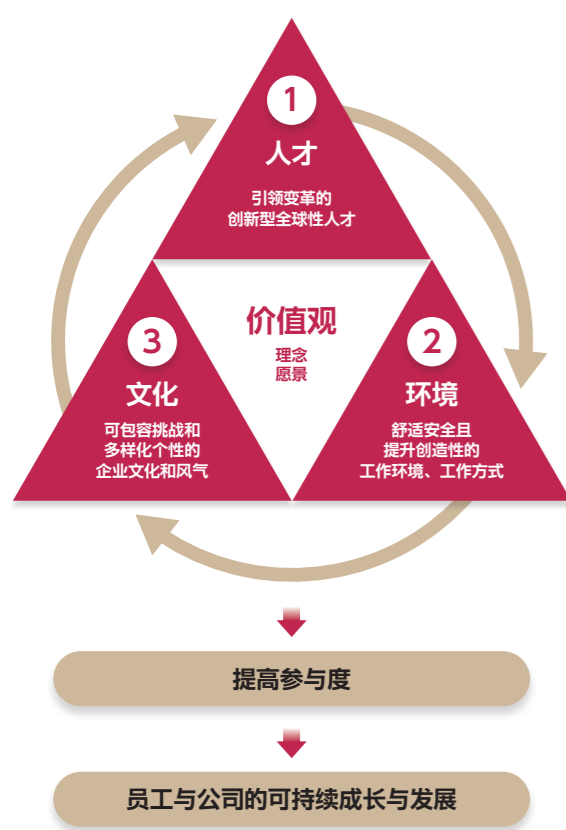 1
人才
引领变革的
创新型全球性人才
价值观
理念
愿景
3
文化
可包容挑战和
多样化个性的
企业文化和风气
2
环境
舒适安全且
提升创造性的
工作环境、工作方式
提高参与度
员工与公司的可持续成长与发展